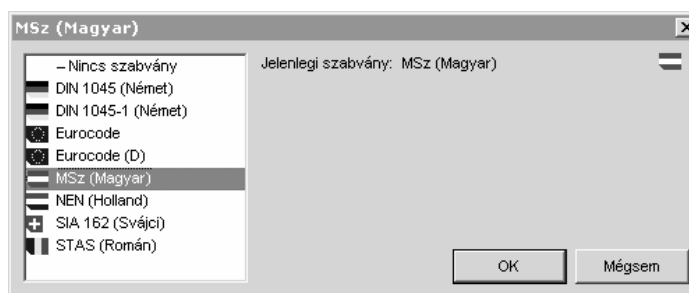 MSz (Magyar)
– Nincs szabvány
DIN 1045 (Német)
DIN 1045-1 (Német)
Eurocode
Eurocode (D)
MSz (Magyar)
NEN (Holland)
SIA 162 (Svájci)
STAS (Román)
Jelenlegi szabvány: MSz (Magyar)
OK
Mégsem